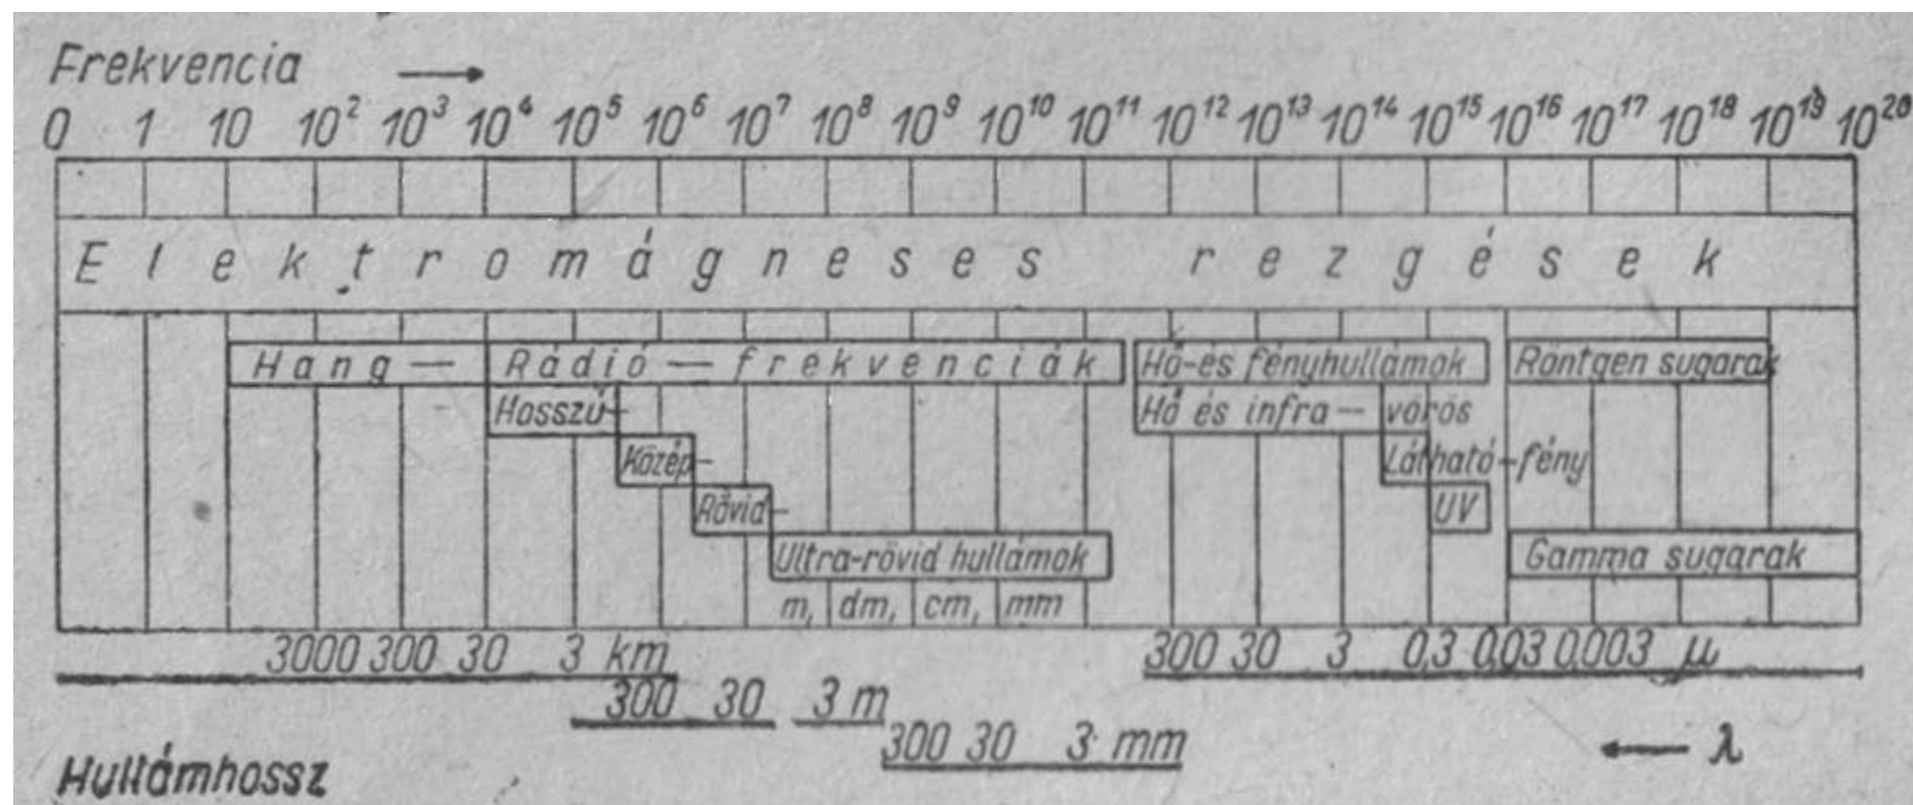 Frekvencia →
0 1 10 10² 10³ 10⁴ 10⁵ 10⁶ 10⁷ 10⁸ 10⁹ 10¹⁰ 10¹¹ 10¹² 10¹³ 10¹⁴ 10¹⁵ 10¹⁶ 10¹⁷ 10¹⁸ 10¹⁹ 10²⁰
Elektromágneses rezgések
Hang — Rádió — frekvenciák Hő-és fényhullámok Röntgen sugarak
Hosszú- Hő és infra- vörös
Közép- Látható-fény
Rövid- UV
Ultra-rövid hullámok Gamma sugarak
m, dm, cm, mm
3000 300 30 3 km 300 30 3 0,3 0,03 0,003 μ
300 30 3 m
300 30 3 mm ← λ
Hullámhossz